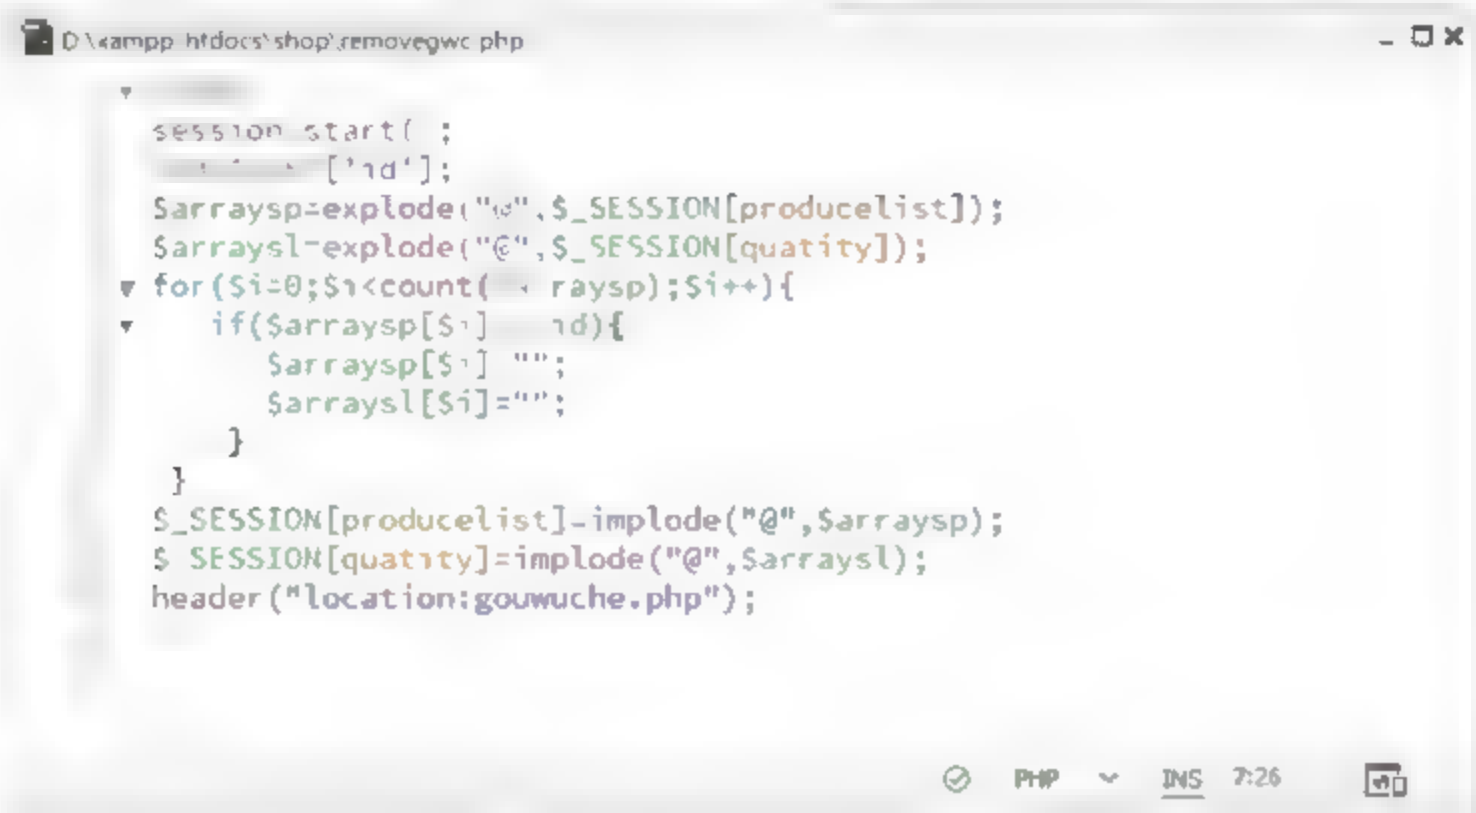 D:\xampp\htdocs\shop\removegwc.php
session start( ;
['id'];
$arraysp=explode("@",$_SESSION[producelist]);
$arraysl=explode("@",$_SESSION[quatity]);
for($i=0;$i<count( raysp);$i++){
if($arraysp[$i] id){
$arraysp[$i] "";
$arraysl[$i]="";
}
}
$_SESSION[producelist]=implode("@",$arraysp);
$_SESSION[quatity]=implode("@",$arraysl);
header("location:gouwuche.php");
PHP INS 7:26